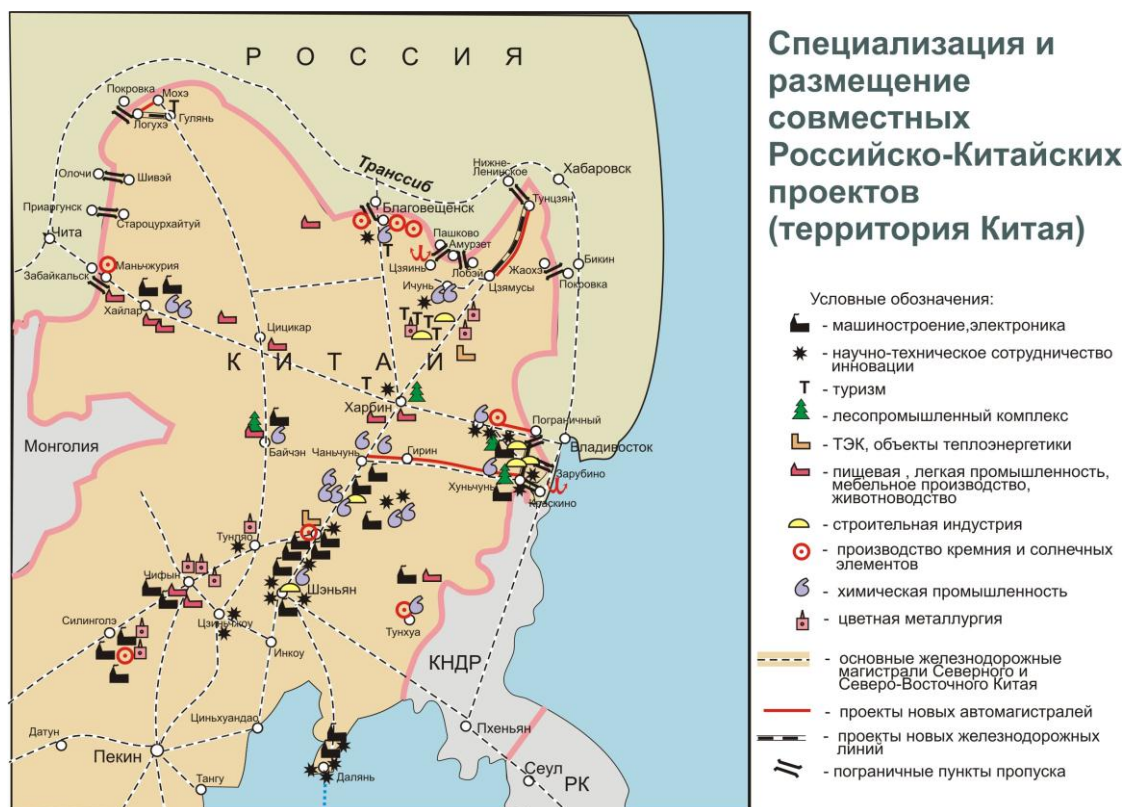 РОССИЯ
Покровка
Мохэ
Логухэ
Гулянь
Олочи
Шивэй
Приаргунск
Староцурхайтуй
Чита
Транссиб
Нижне-
Ленинское
Хабаровск
Тунцзян
Благовещенск
Пашково
Амурзет
Цзяинь
Лобэй
Жаохэ
Бикин
Покровка
Забайкальск
Маньчжурия
Хайлар
Ичунь
Цзямусы
Цицикар
КИТАЙ
Харбин
Пограничный
Владивосток
Монголия
Байчэн
Чаньчунь
Гирин
Зарубино
Хуньчунь
Краскино
Тунляо
Чифын
Шэньян
Силинголэ
Цзиньчжоу
Тунхуа
Инкоу
КНДР
Циньхуандао
Датун
Пекин
Пхеньян
Тангу
Далянь
Сеул
РК
Специализация и
размещение
совместных
Российско-Китайских
проектов
(территория Китая)
Условные обозначения:
- машиностроение,электроника
- научно-техническое сотрудничество
инновации
- туризм
- лесопромышленный комплекс
- ТЭК, объекты теплоэнергетики
- пищевая , легкая промышленность,
мебельное производство,
животноводство
- строительная индустрия
- производство кремния и солнечных
элементов
- химическая промышленность
- цветная металлургия
- основные железнодорожные
магистрали Северного и
Северо-Восточного Китая
- проекты новых автомагистралей
- проекты новых железнодорожных
линий
- пограничные пункты пропуска